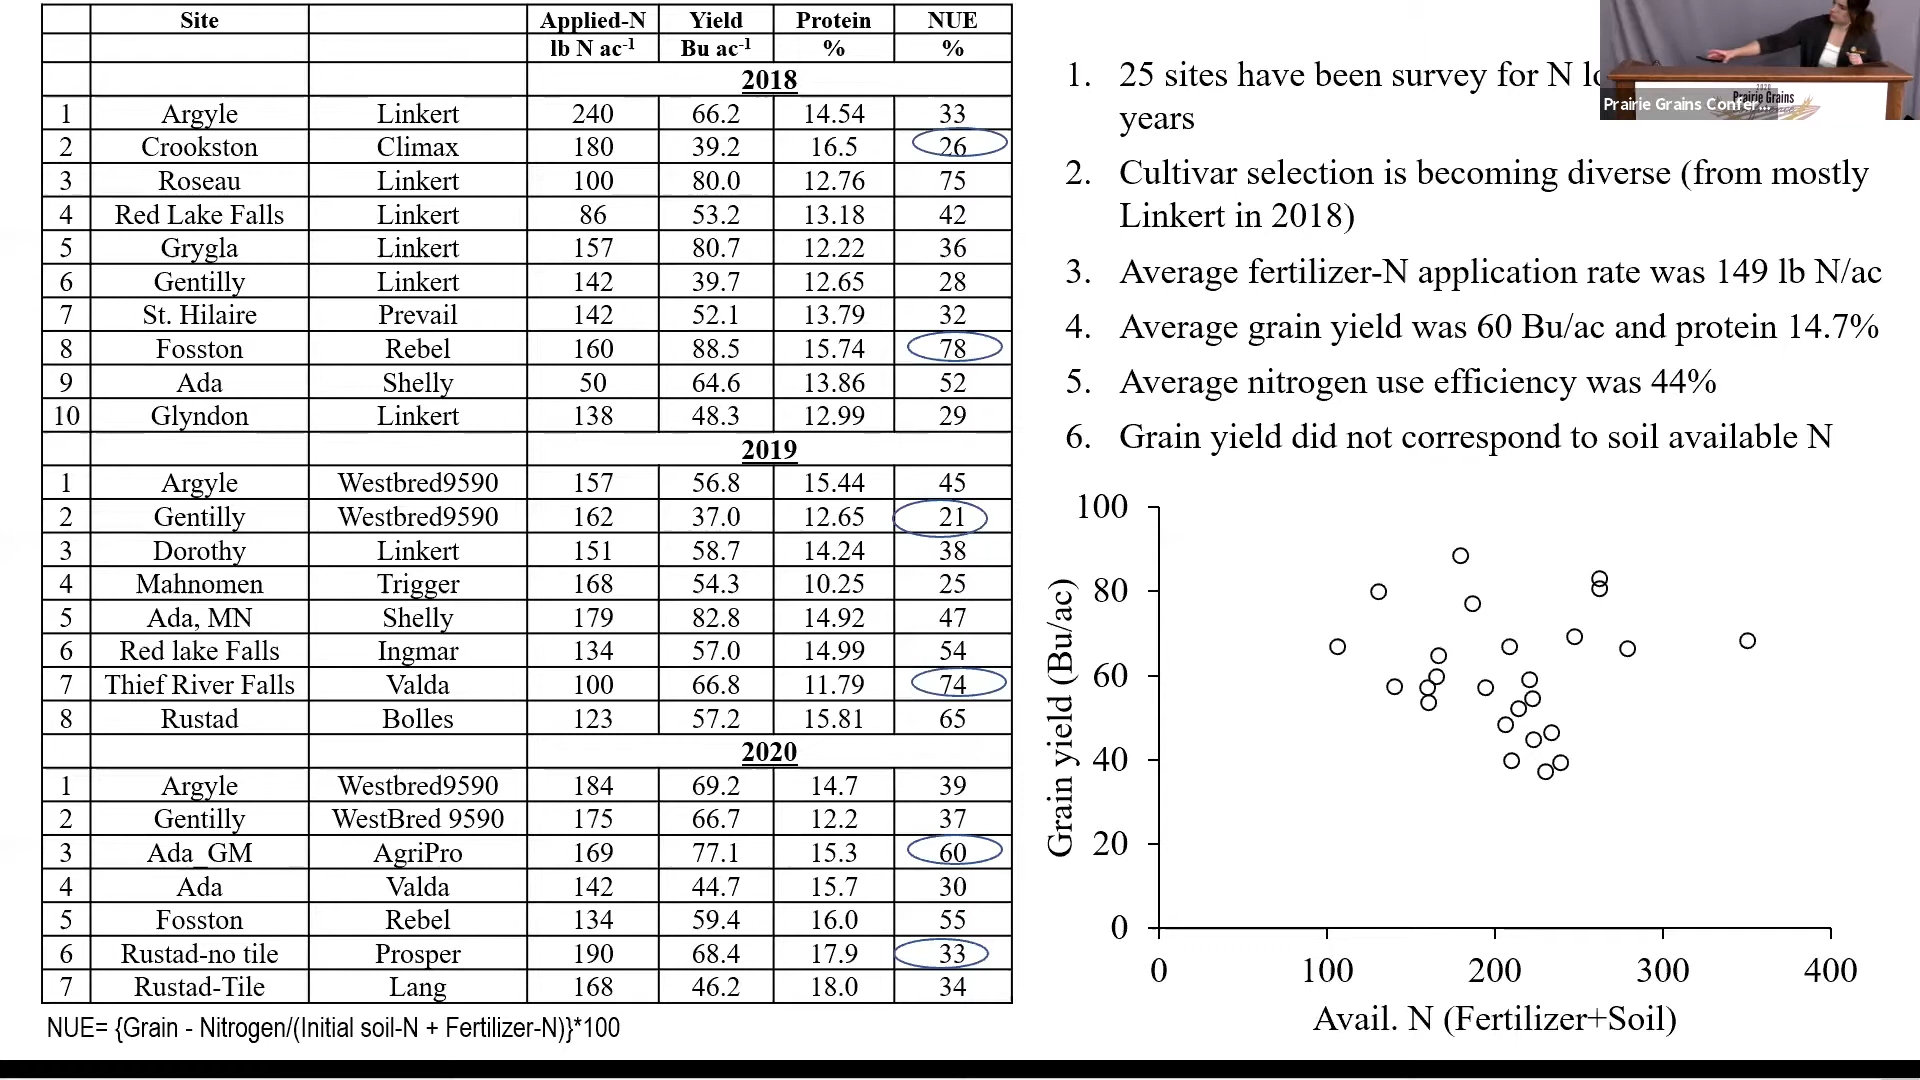 Site Applied-N Yield Protein NUE
lb N ac-1 Bu ac-1 % %
2018
1 Argyle Linkert 240 66.2 14.54 33
2 Crookston Climax 180 39.2 16.5 26
3 Roseau Linkert 100 80.0 12.76 75
4 Red Lake Falls Linkert 86 53.2 13.18 42
5 Grygla Linkert 157 80.7 12.22 36
6 Gentilly Linkert 142 39.7 12.65 28
7 St. Hilaire Prevail 142 52.1 13.79 32
8 Fosston Rebel 160 88.5 15.74 78
9 Ada Shelly 50 64.6 13.86 52
10 Glyndon Linkert 138 48.3 12.99 29
2019
1 Argyle Westbred9590 157 56.8 15.44 45
2 Gentilly Westbred9590 162 37.0 12.65 21
3 Dorothy Linkert 151 58.7 14.24 38
4 Mahnomen Trigger 168 54.3 10.25 25
5 Ada, MN Shelly 179 82.8 14.92 47
6 Red lake Falls Ingmar 134 57.0 14.99 54
7 Thief River Falls Valda 100 66.8 11.79 74
8 Rustad Bolles 123 57.2 15.81 65
2020
1 Argyle Westbred9590 184 69.2 14.7 39
2 Gentilly WestBred 9590 175 66.7 12.2 37
3 Ada_GM AgriPro 169 77.1 15.3 60
4 Ada Valda 142 44.7 15.7 30
5 Fosston Rebel 134 59.4 16.0 55
6 Rustad-no tile Prosper 190 68.4 17.9 33
7 Rustad-Tile Lang 168 46.2 18.0 34
NUE= {Grain - Nitrogen/(Initial soil-N + Fertilizer-N)}*100
1. 25 sites have been survey for N
years
2. Cultivar selection is becoming diverse (from mostly
Linkert in 2018)
3. Average fertilizer-N application rate was 149 lb N/ac
4. Average grain yield was 60 Bu/ac and protein 14.7%
5. Average nitrogen use efficiency was 44%
6. Grain yield did not correspond to soil available N
Prairie Grains
Prairie Grains Confer...
Grain yield (Bu/ac)
100
80
60
40
20
0
0 100 200 300 400
Avail. N (Fertilizer+Soil)